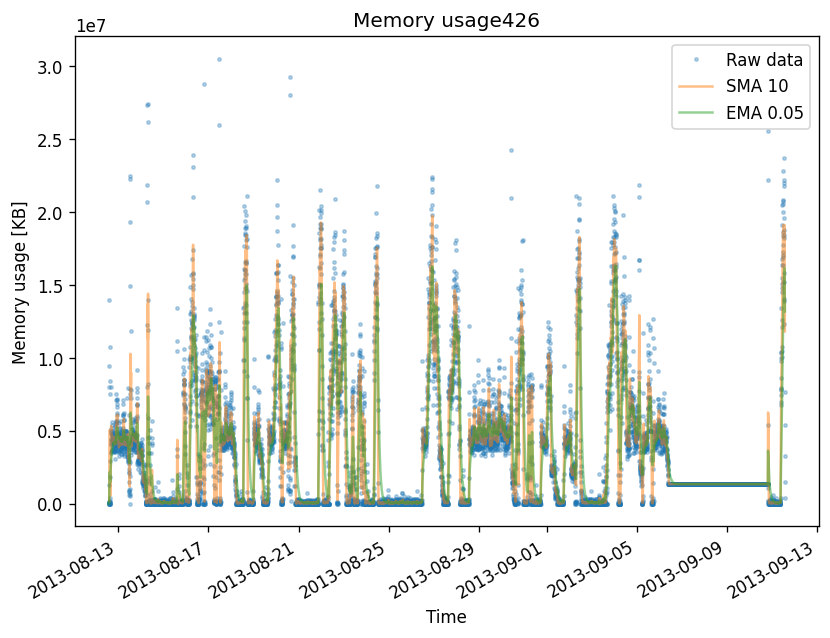 Memory usage426
1e7
Raw data
SMA 10
EMA 0.05
3.0
2.5
2.0
1.5
1.0
0.5
0.0
Memory usage [KB]
2013-08-13
2013-08-17
2013-08-21
2013-08-25
2013-08-29
2013-09-01
2013-09-05
2013-09-09
2013-09-13
Time